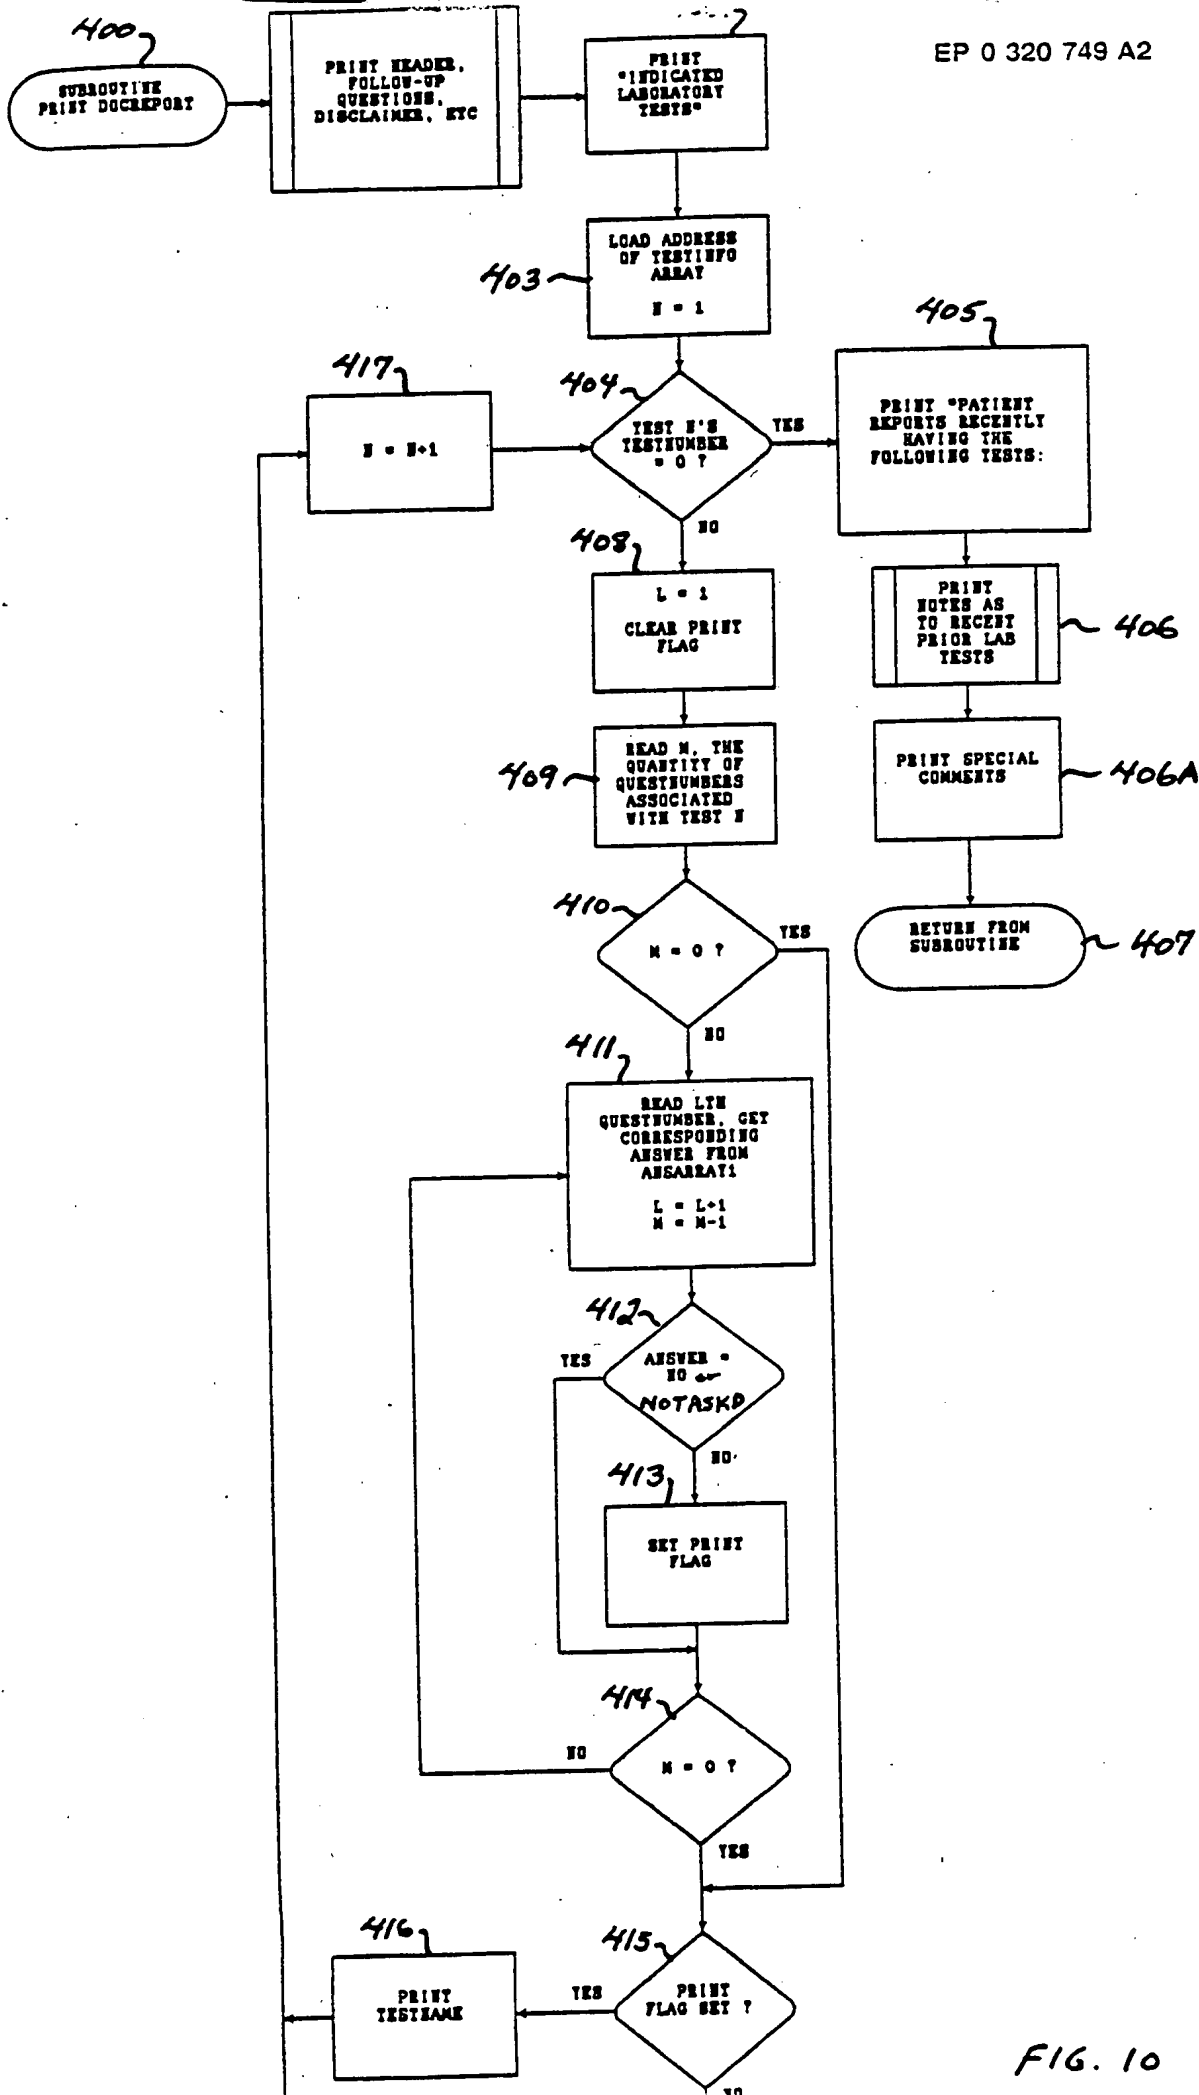 EP 0 320 749 A2
400
SUBROUTINE
PRINT DOCREPORT
PRINT HEADER,
FOLLOW-UP
QUESTIONS,
DISCLAIMER, ETC
PRINT
"INDICATED
LABORATORY
TESTS"
403
LOAD ADDRESS
OF TESTINFO
ARRAY
N = 1
417
N = N+1
404
TEST N'S
TESTNUMBER
= 0 ?
YES
NO
405
PRINT "PATIENT
REPORTS RECENTLY
HAVING THE
FOLLOWING TESTS:
408
L = 1
CLEAR PRINT
FLAG
PRINT
NOTES AS
TO RECENT
PRIOR LAB
TESTS
406
409
READ M, THE
QUANTITY OF
QUESTNUMBERS
ASSOCIATED
WITH TEST N
PRINT SPECIAL
COMMENTS
406A
410
M = 0 ?
YES
NO
RETURN FROM
SUBROUTINE
407
411
READ LTH
QUESTNUMBER, GET
CORRESPONDING
ANSWER FROM
ANSARRAY1
L = L+1
M = M-1
412
ANSWER =
NO or
NOTASKD
YES
NO
413
SET PRINT
FLAG
414
M = 0 ?
NO
YES
415
PRINT
FLAG SET ?
YES
NO
416
PRINT
TESTNAME
FIG. 10